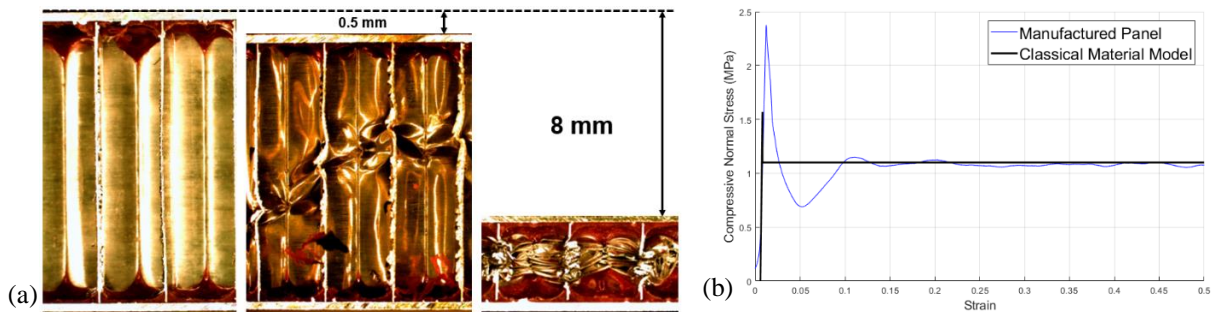 0.5 mm
8 mm
(a)
2.5
2
1.5
1
0.5
0
Compressive Normal Stress (MPa)
Manufactured Panel
Classical Material Model
0 0.05 0.1 0.15 0.2 0.25 0.3 0.35 0.4 0.45 0.5
Strain
(b)